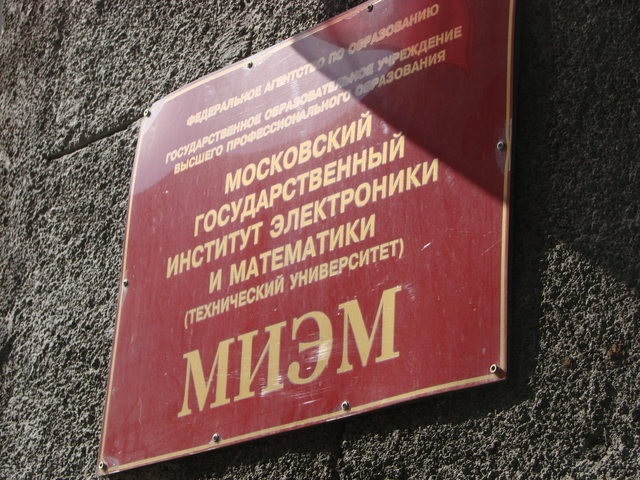 ФЕДЕРАЛЬНОЕ АГЕНТСТВО ПО ОБРАЗОВАНИЮ
ГОСУДАРСТВЕННОЕ ОБРАЗОВАТЕЛЬНОЕ УЧРЕЖДЕНИЕ
ВЫСШЕГО ПРОФЕССИОНАЛЬНОГО ОБРАЗОВАНИЯ
МОСКОВСКИЙ
ГОСУДАРСТВЕННЫЙ
ИНСТИТУТ ЭЛЕКТРОНИКИ
И МАТЕМАТИКИ
(ТЕХНИЧЕСКИЙ УНИВЕРСИТЕТ)
МИЭМ